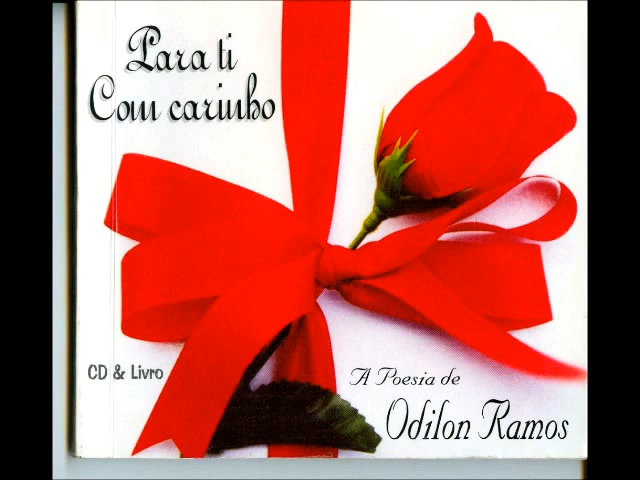 Para ti
Com carinho
CD & Livro
A Poesia de
Odilon Ramos